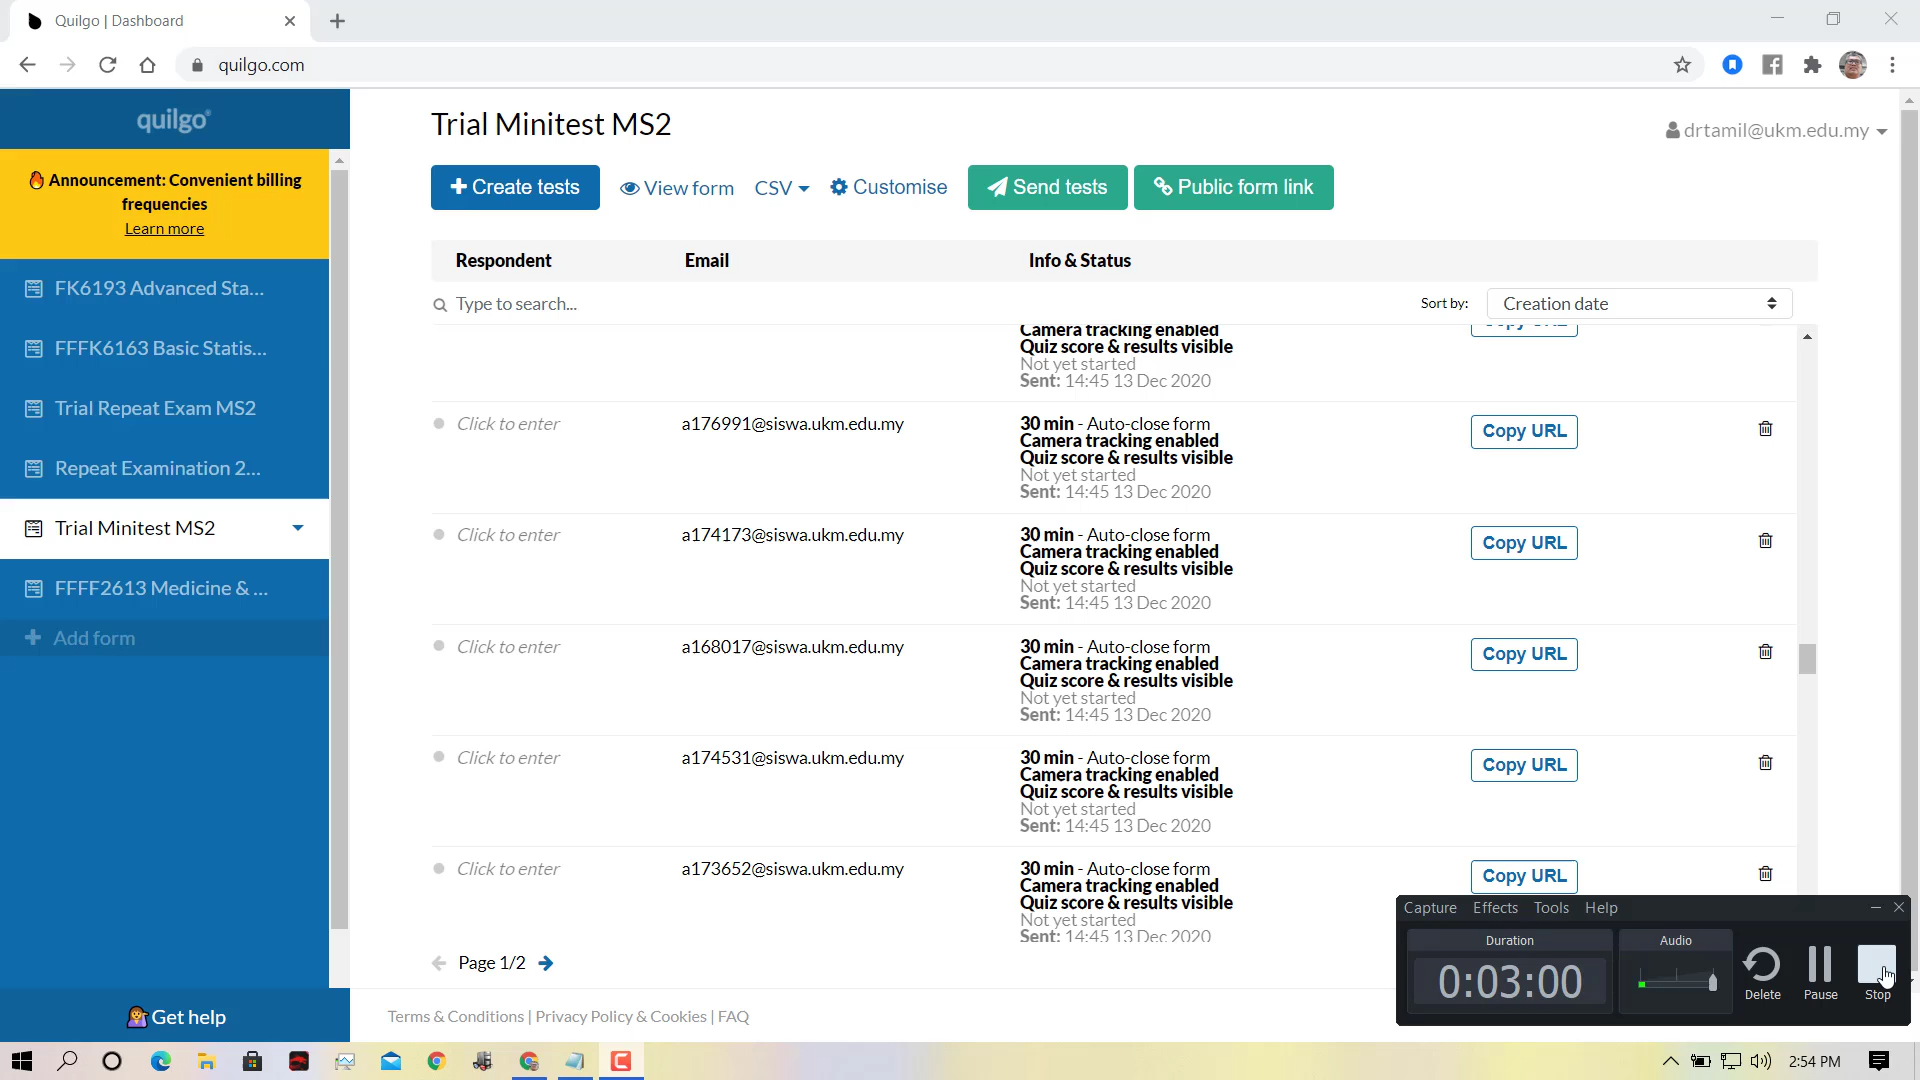 Quilgo | Dashboard
quilgo.com
quilgo
Announcement: Convenient billing
frequencies
Learn more
FK6193 Advanced Sta...
FFFK6163 Basic Statis...
Trial Repeat Exam MS2
Repeat Examination 2...
Trial Minitest MS2
FFFF2613 Medicine & ...
+ Add form
Get help
Trial Minitest MS2
drtamil@ukm.edu.my
+ Create tests
View form
CSV
Customise
Send tests
Public form link
Respondent
Email
Info & Status
Type to search...
Sort by:
Creation date
Camera tracking enabled
Quiz score & results visible
Not yet started
Sent: 14:45 13 Dec 2020
Click to enter
a176991@siswa.ukm.edu.my
30 min - Auto-close form
Camera tracking enabled
Quiz score & results visible
Not yet started
Sent: 14:45 13 Dec 2020
Copy URL
Click to enter
a174173@siswa.ukm.edu.my
30 min - Auto-close form
Camera tracking enabled
Quiz score & results visible
Not yet started
Sent: 14:45 13 Dec 2020
Copy URL
Click to enter
a168017@siswa.ukm.edu.my
30 min - Auto-close form
Camera tracking enabled
Quiz score & results visible
Not yet started
Sent: 14:45 13 Dec 2020
Copy URL
Click to enter
a174531@siswa.ukm.edu.my
30 min - Auto-close form
Camera tracking enabled
Quiz score & results visible
Not yet started
Sent: 14:45 13 Dec 2020
Copy URL
Click to enter
a173652@siswa.ukm.edu.my
30 min - Auto-close form
Camera tracking enabled
Quiz score & results visible
Not yet started
Sent: 14:45 13 Dec 2020
Copy URL
Page 1/2
Terms & Conditions | Privacy Policy & Cookies | FAQ
Capture Effects Tools Help
Duration
0:03:00
Audio
Delete
Pause
Stop
2:54 PM